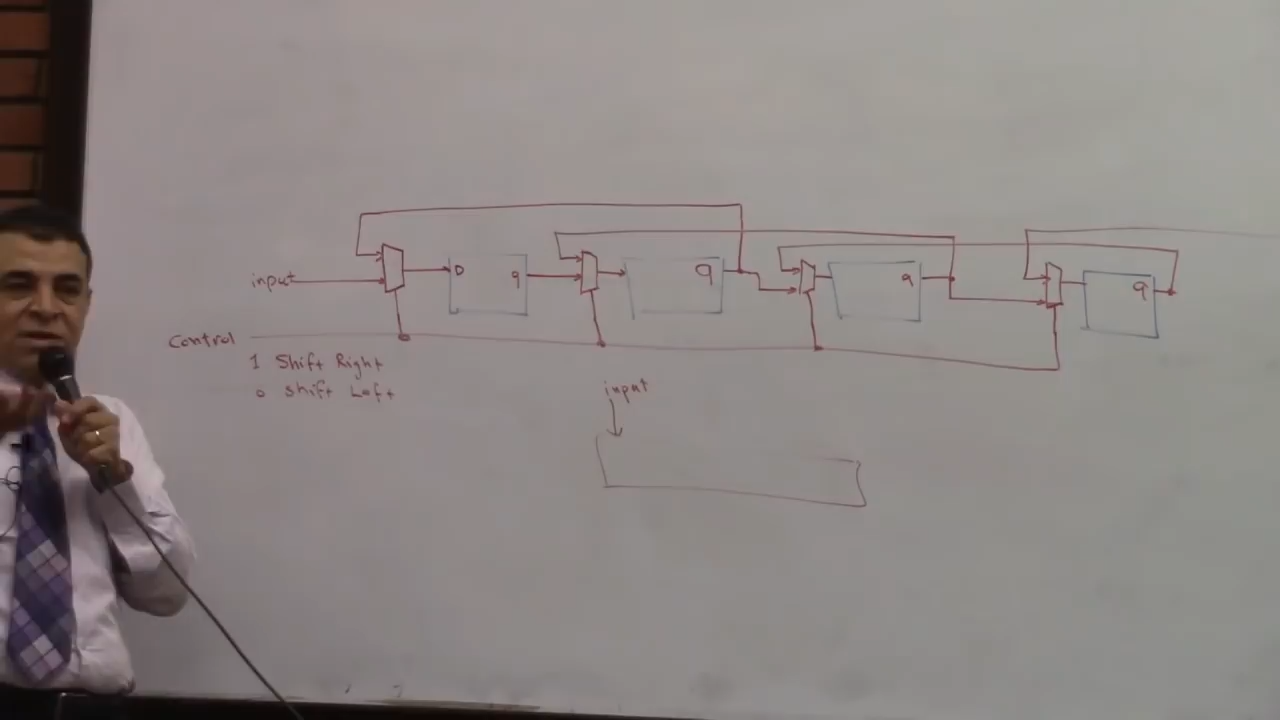 input
D q
q
q
q
Control
1 Shift Right
0 Shift Left
input